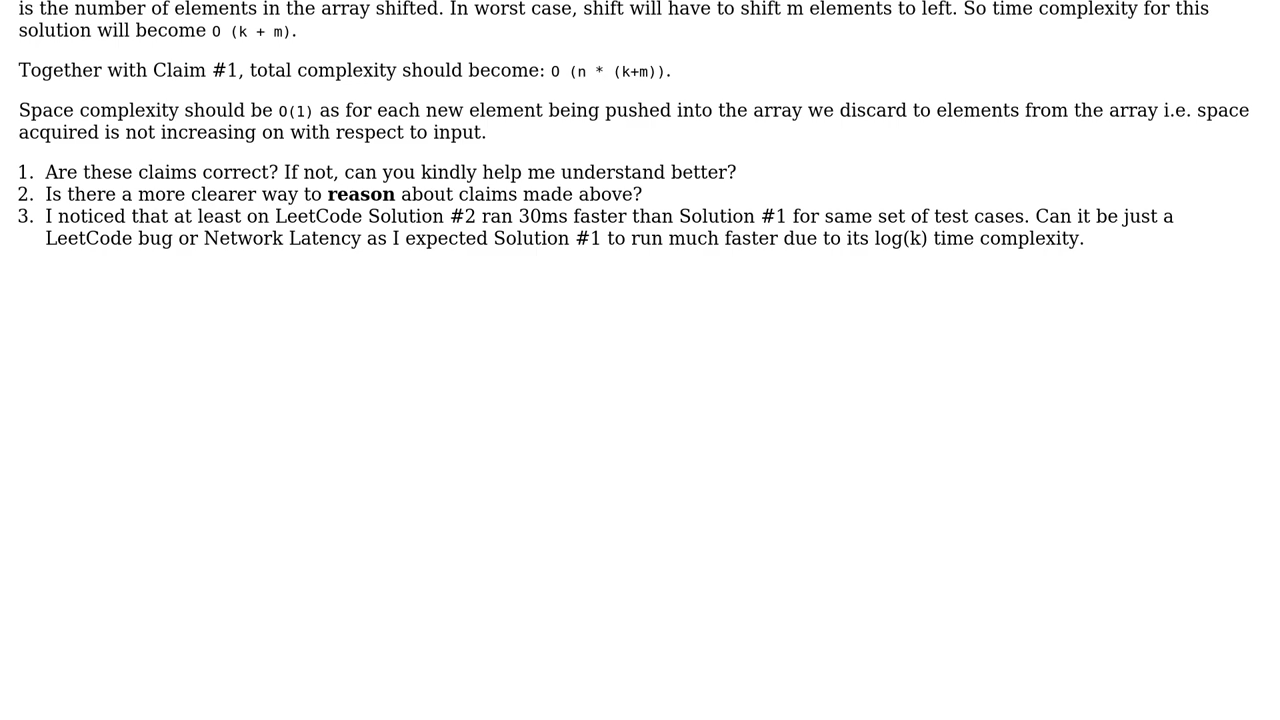 is the number of elements in the array shifted. In worst case, shift will have to shift m elements to left. So time complexity for this
solution will become O (k + m).
Together with Claim #1, total complexity should become: O (n * (k+m)).
Space complexity should be O(1) as for each new element being pushed into the array we discard to elements from the array i.e. space
acquired is not increasing on with respect to input.
1. Are these claims correct? If not, can you kindly help me understand better?
2. Is there a more clearer way to reason about claims made above?
3. I noticed that at least on LeetCode Solution #2 ran 30ms faster than Solution #1 for same set of test cases. Can it be just a
LeetCode bug or Network Latency as I expected Solution #1 to run much faster due to its log(k) time complexity.